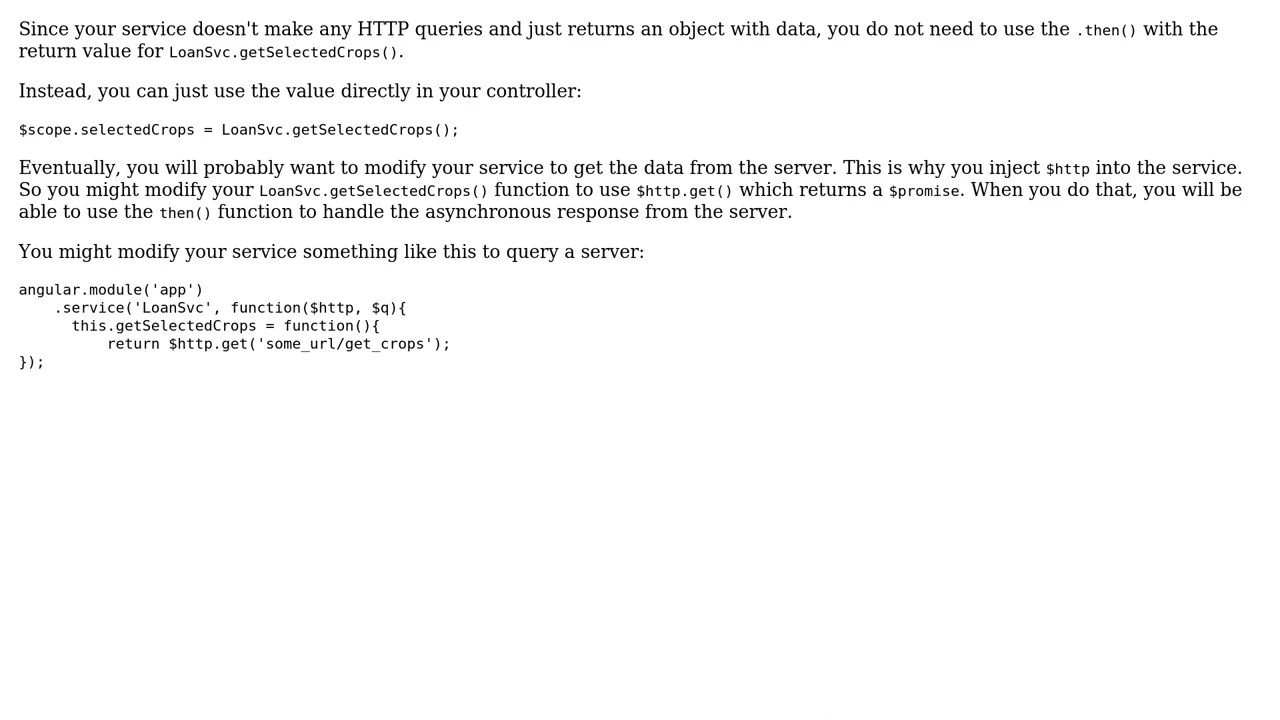 Since your service doesn't make any HTTP queries and just returns an object with data, you do not need to use the .then() with the
return value for LoanSvc.getSelectedCrops().
Instead, you can just use the value directly in your controller:
$scope.selectedCrops = LoanSvc.getSelectedCrops();
Eventually, you will probably want to modify your service to get the data from the server. This is why you inject $http into the service.
So you might modify your LoanSvc.getSelectedCrops() function to use $http.get() which returns a $promise. When you do that, you will be
able to use the then() function to handle the asynchronous response from the server.
You might modify your service something like this to query a server:
angular.module('app')
    .service('LoanSvc', function($http, $q){
      this.getSelectedCrops = function(){
          return $http.get('some_url/get_crops');
});